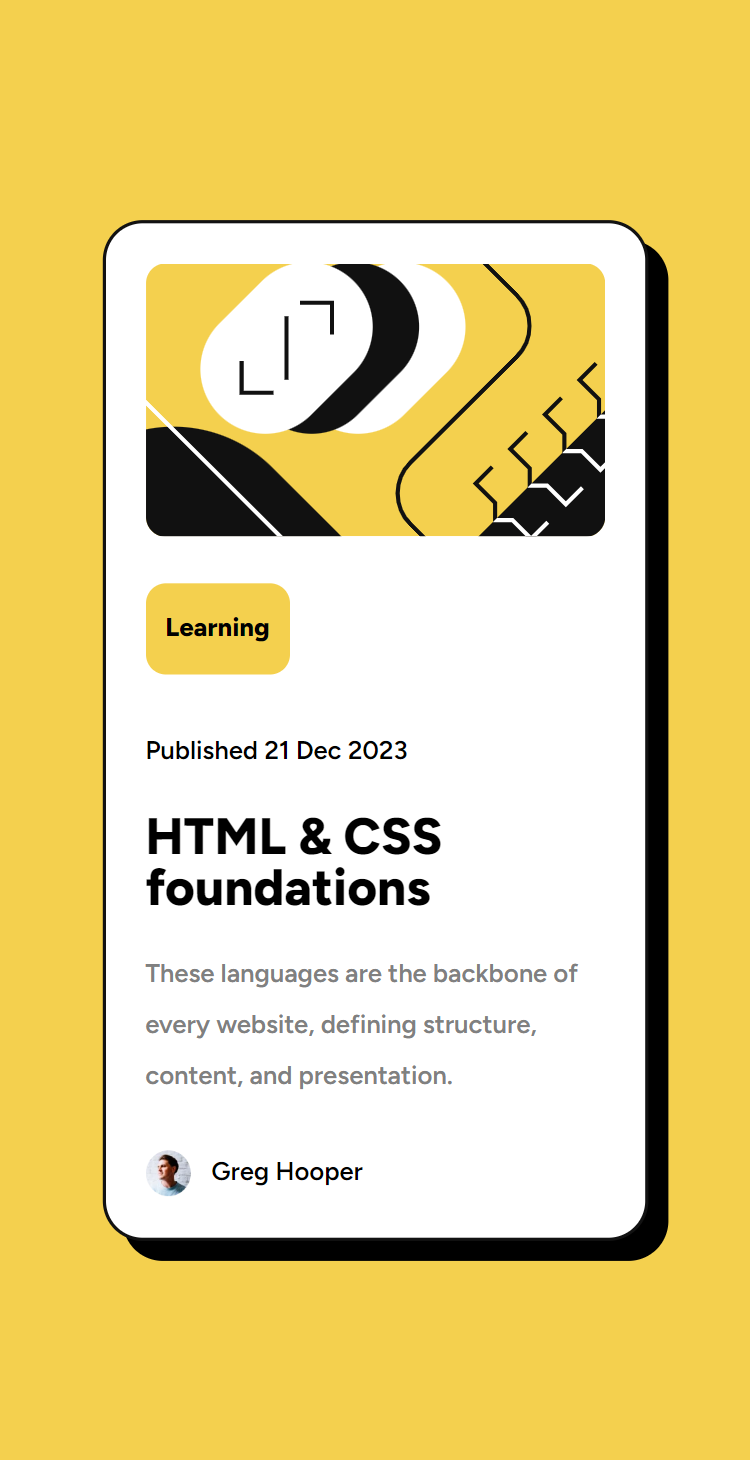 Learning
Published 21 Dec 2023
HTML & CSS
foundations
These languages are the backbone of
every website, defining structure,
content, and presentation.
Greg Hooper